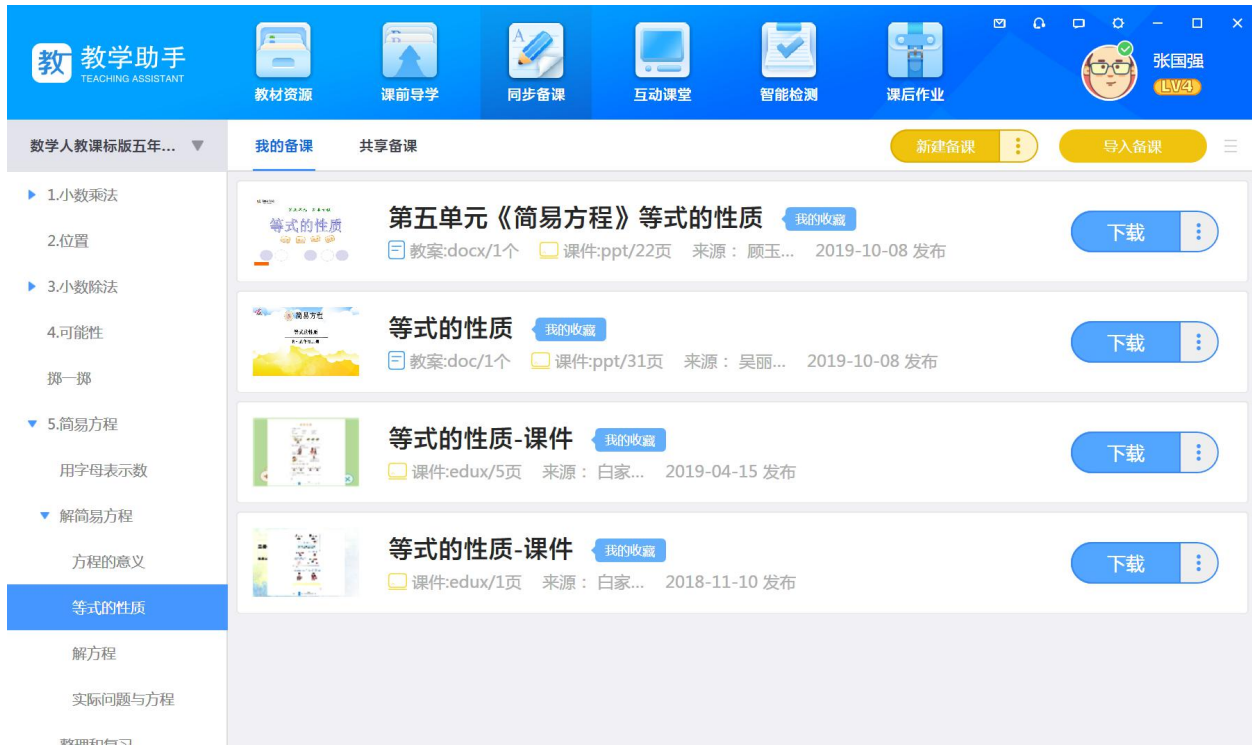 教 教学助手
TEACHING ASSISTANT
教材资源 课前导学 同步备课 互动课堂 智能检测 课后作业
张国强
LV4
数学人教课标版五年... 我的备课 共享备课 新建备课 导入备课
1.小数乘法
2.位置
3.小数除法
4.可能性
掷一掷
5.简易方程
用字母表示数
解简易方程
方程的意义
等式的性质
解方程
实际问题与方程
整理和复习
等式的性质
第五单元《简易方程》等式的性质 我的收藏
教案:docx/1个 课件:ppt/22页 来源：顾玉... 2019-10-08 发布
下载
简易方程
等式的性质
等式的性质 我的收藏
教案:doc/1个 课件:ppt/31页 来源：吴丽... 2019-10-08 发布
下载
等式的性质-课件 我的收藏
课件:edux/5页 来源：白家... 2019-04-15 发布
下载
等式的性质-课件 我的收藏
课件:edux/1页 来源：白家... 2018-11-10 发布
下载